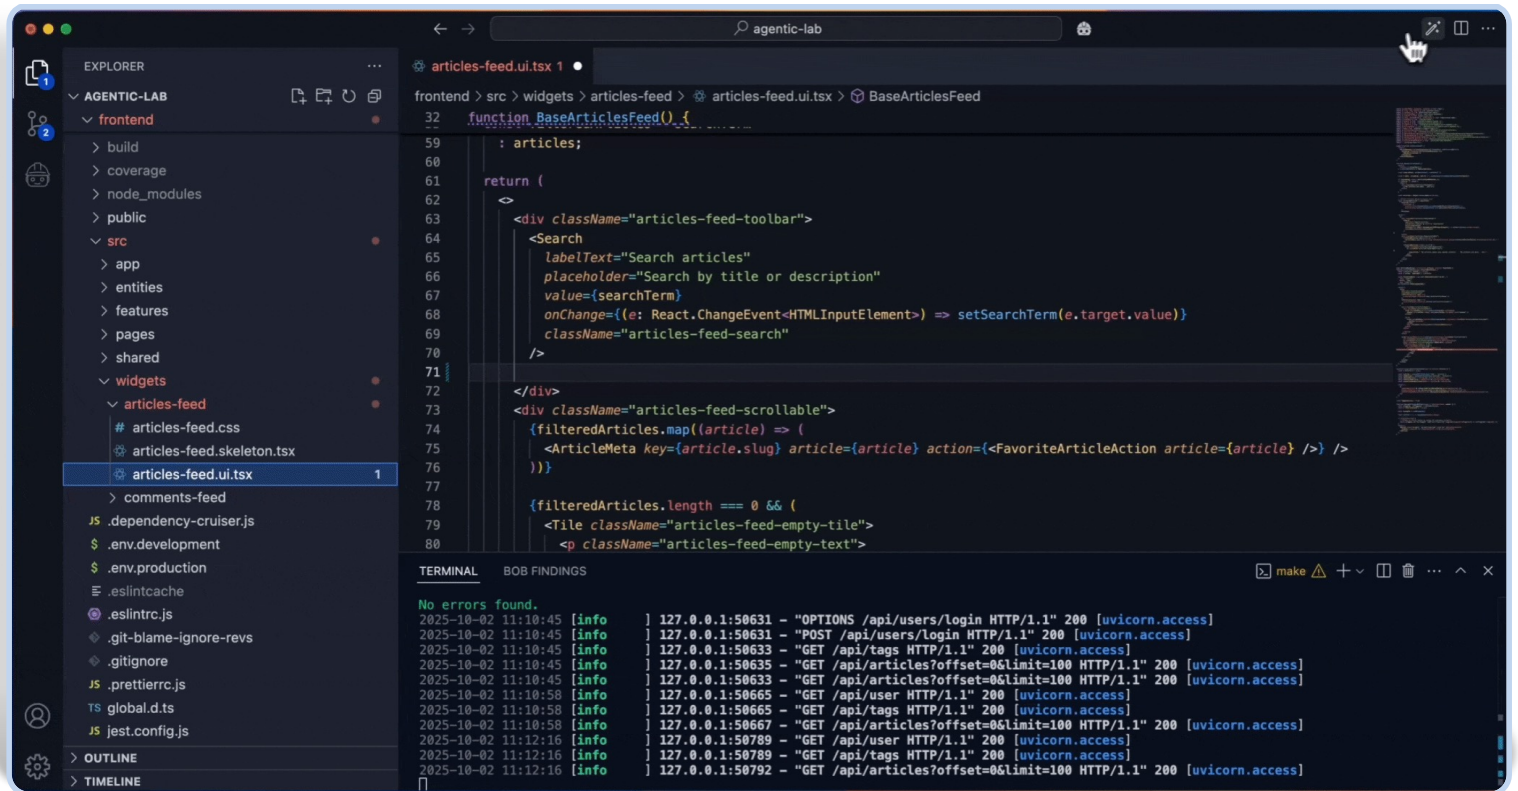 agentic-lab
EXPLORER
1
AGENTIC-LAB
2
frontend
build
coverage
node_modules
public
src
app
entities
features
pages
shared
widgets
articles-feed
# articles-feed.css
articles-feed.skeleton.tsx
articles-feed.ui.tsx 1
comments-feed
JS .dependency-cruiser.js
$ .env.development
$ .env.production
.eslintcache
.eslintrc.js
.git-blame-ignore-revs
.gitignore
JS .prettierrc.js
TS global.d.ts
JS jest.config.js
OUTLINE
TIMELINE
articles-feed.ui.tsx 1
frontend > src > widgets > articles-feed > articles-feed.ui.tsx > BaseArticlesFeed
32 function BaseArticlesFeed() {
59 : articles;
60
61 return (
62 <>
63 <div className="articles-feed-toolbar">
64 <Search
65 labelText="Search articles"
66 placeholder="Search by title or description"
67 value={searchTerm}
68 onChange={(e: React.ChangeEvent<HTMLInputElement>) => setSearchTerm(e.target.value)}
69 className="articles-feed-search"
70 />
71
72 </div>
73 <div className="articles-feed-scrollable">
74 {filteredArticles.map((article) => (
75 <ArticleMeta key={article.slug} article={article} action={<FavoriteArticleAction article={article} />} />
76 ))}
77
78 {filteredArticles.length === 0 && (
79 <Tile className="articles-feed-empty-tile">
80 <p className="articles-feed-empty-text">
TERMINAL BOB FINDINGS make
No errors found.
2025-10-02 11:10:45 [info ] 127.0.0.1:50631 – "OPTIONS /api/users/login HTTP/1.1" 200 [uvicorn.access]
2025-10-02 11:10:45 [info ] 127.0.0.1:50631 – "POST /api/users/login HTTP/1.1" 200 [uvicorn.access]
2025-10-02 11:10:45 [info ] 127.0.0.1:50633 – "GET /api/tags HTTP/1.1" 200 [uvicorn.access]
2025-10-02 11:10:45 [info ] 127.0.0.1:50635 – "GET /api/articles?offset=0&limit=100 HTTP/1.1" 200 [uvicorn.access]
2025-10-02 11:10:45 [info ] 127.0.0.1:50633 – "GET /api/articles?offset=0&limit=100 HTTP/1.1" 200 [uvicorn.access]
2025-10-02 11:10:58 [info ] 127.0.0.1:50665 – "GET /api/user HTTP/1.1" 200 [uvicorn.access]
2025-10-02 11:10:58 [info ] 127.0.0.1:50665 – "GET /api/tags HTTP/1.1" 200 [uvicorn.access]
2025-10-02 11:10:58 [info ] 127.0.0.1:50667 – "GET /api/articles?offset=0&limit=100 HTTP/1.1" 200 [uvicorn.access]
2025-10-02 11:12:16 [info ] 127.0.0.1:50789 – "GET /api/user HTTP/1.1" 200 [uvicorn.access]
2025-10-02 11:12:16 [info ] 127.0.0.1:50789 – "GET /api/tags HTTP/1.1" 200 [uvicorn.access]
2025-10-02 11:12:16 [info ] 127.0.0.1:50792 – "GET /api/articles?offset=0&limit=100 HTTP/1.1" 200 [uvicorn.access]